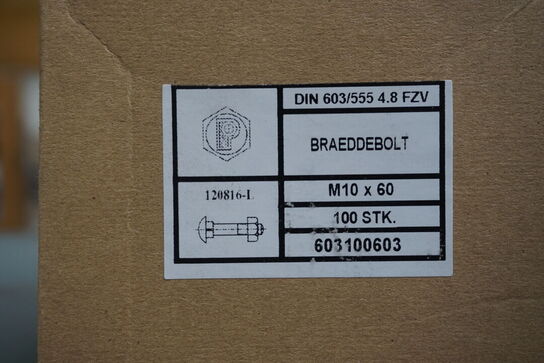 DIN 603/555 4.8 FZV
BRAEDDEBOLT
120816-L
M10 x 60
100 STK.
603100603